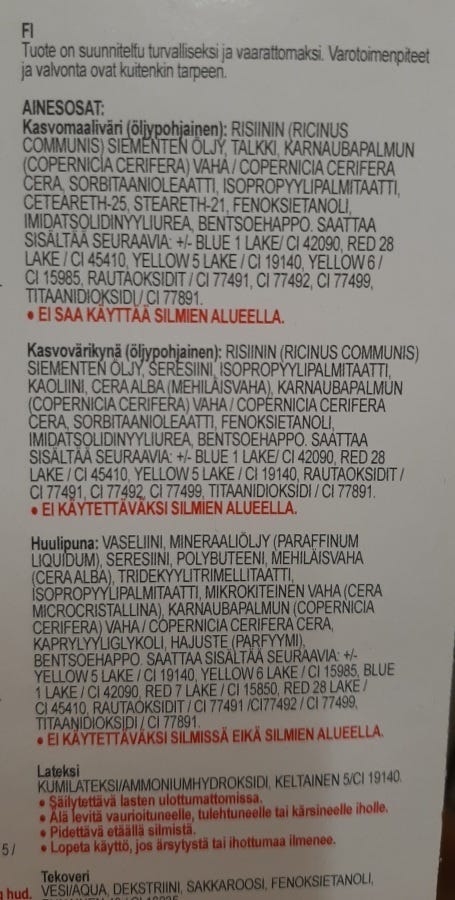 FI
Tuote on suunniteltu turvalliseksi ja vaarattomaksi. Varotoimenpiteet
ja valvonta ovat kuitenkin tarpeen.
AINESOSAT:
Kasvomaaliväri (öljypohjainen): RISIININ (RICINUS
COMMUNIS) SIEMENTEN ÖLJY, TALKKI, KARNAUBAPALMUN
(COPERNICIA CERIFERA) VAHA / COPERNICIA CERIFERA
CERA, SORBITAANIOLEAATTI, ISOPROPYYLIPALMITAATTI,
CETEARETH-25, STEARETH-21, FENOKSIETANOLI,
IMIDATSOLIDINYYLIUREA, BENTSOEHAPPO. SAATTAA
SISÄLTÄÄ SEURAAVIA: +/- BLUE 1 LAKE/ CI 42090, RED 28
LAKE / CI 45410, YELLOW 5 LAKE / CI 19140, YELLOW 6 /
CI 15985, RAUTAOKSIDIT / CI 77491, CI 77492, CI 77499,
TITAANIDIOKSIDI/ CI 77891.
• EI SAA KÄYTTÄÄ SILMIEN ALUEELLA.
Kasvovärikynä (öljypohjainen): RISIININ (RICINUS COMMUNIS)
SIEMENTEN ÖLJY, SERESIINI, ISOPROPYYLIPALMITAATTI,
KAOLIINI, CERA ALBA (MEHILÄISVAHA), KARNAUBAPALMUN
(COPERNICIA CERIFERA) VAHA / COPERNICIA CERIFERA
CERA, SORBITAANIOLEAATTI, FENOKSIETANOLI,
IMIDATSOLIDINYYLIUREA, BENTSOEHAPPO. SAATTAA
SISÄLTÄÄ SEURAAVIA: +/- BLUE 1 LAKE/ CI 42090, RED 28
LAKE / CI 45410, YELLOW 5 LAKE / CI 19140, RAUTAOKSIDIT /
CI 77491, CI 77492, CI 77499, TITAANIDIOKSIDI / CI 77891.
• EI KÄYTETTÄVÄKSI SILMIEN ALUEELLA.
Huulipuna: VASELIINI, MINERAALIÖLJY (PARAFFINUM
LIQUIDUM), SERESIINI, POLYBUTEENI, MEHILÄISVAHA
(CERA ALBA), TRIDEKYYLITRIMELLITAATTI,
ISOPROPYYLIPALMITAATTI, MIKROKITEINEN VAHA (CERA
MICROCRISTALLINA), KARNAUBAPALMUN (COPERNICIA
CERIFERA) VAHA / COPERNICIA CERIFERA CERA,
KAPRYLYYLIGLYKOLI, HAJUSTE (PARFYYMI),
BENTSOEHAPPO. SAATTAA SISÄLTÄÄ SEURAAVIA: +/-
YELLOW 5 LAKE / CI 19140, YELLOW 6 LAKE / CI 15985, BLUE
1 LAKE / CI 42090, RED 7 LAKE / CI 15850, RED 28 LAKE /
CI 45410, RAUTAOKSIDIT / CI 77491 /CI77492 / CI 77499,
TITAANIDIOKSIDI / CI 77891.
• EI KÄYTETTÄVÄKSI SILMISSÄ EIKÄ SILMIEN ALUEELLA.
Lateksi
KUMILATEKSI/AMMONIUMHYDROKSIDI, KELTAINEN 5/CI 19140.
• Säilytettävä lasten ulottumattomissa.
• Älä levitä vaurioituneelle, tulehtuneelle tai kärsineelle iholle.
• Pidettävä etäällä silmistä.
• Lopeta käyttö, jos ärsytystä tai ihottumaa ilmenee.
5 /
Tekoveri
hud. VESI/AQUA, DEKSTRIINI, SAKKAROOSI, FENOKSIETANOLI,